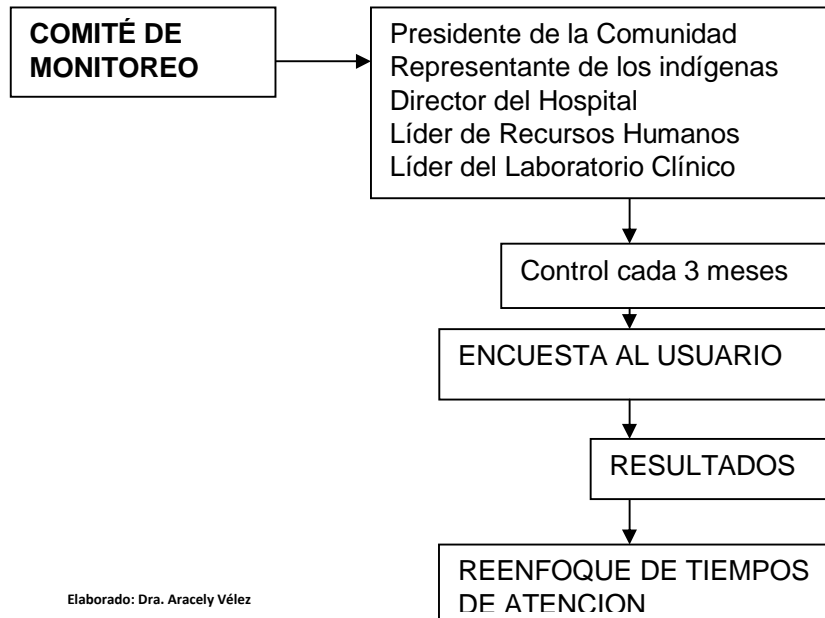 COMITÉ DE
MONITOREO
Presidente de la Comunidad
Representante de los indígenas
Director del Hospital
Líder de Recursos Humanos
Líder del Laboratorio Clínico
Control cada 3 meses
ENCUESTA AL USUARIO
RESULTADOS
REENFOQUE DE TIEMPOS
DE ATENCION
Elaborado: Dra. Aracely Vélez